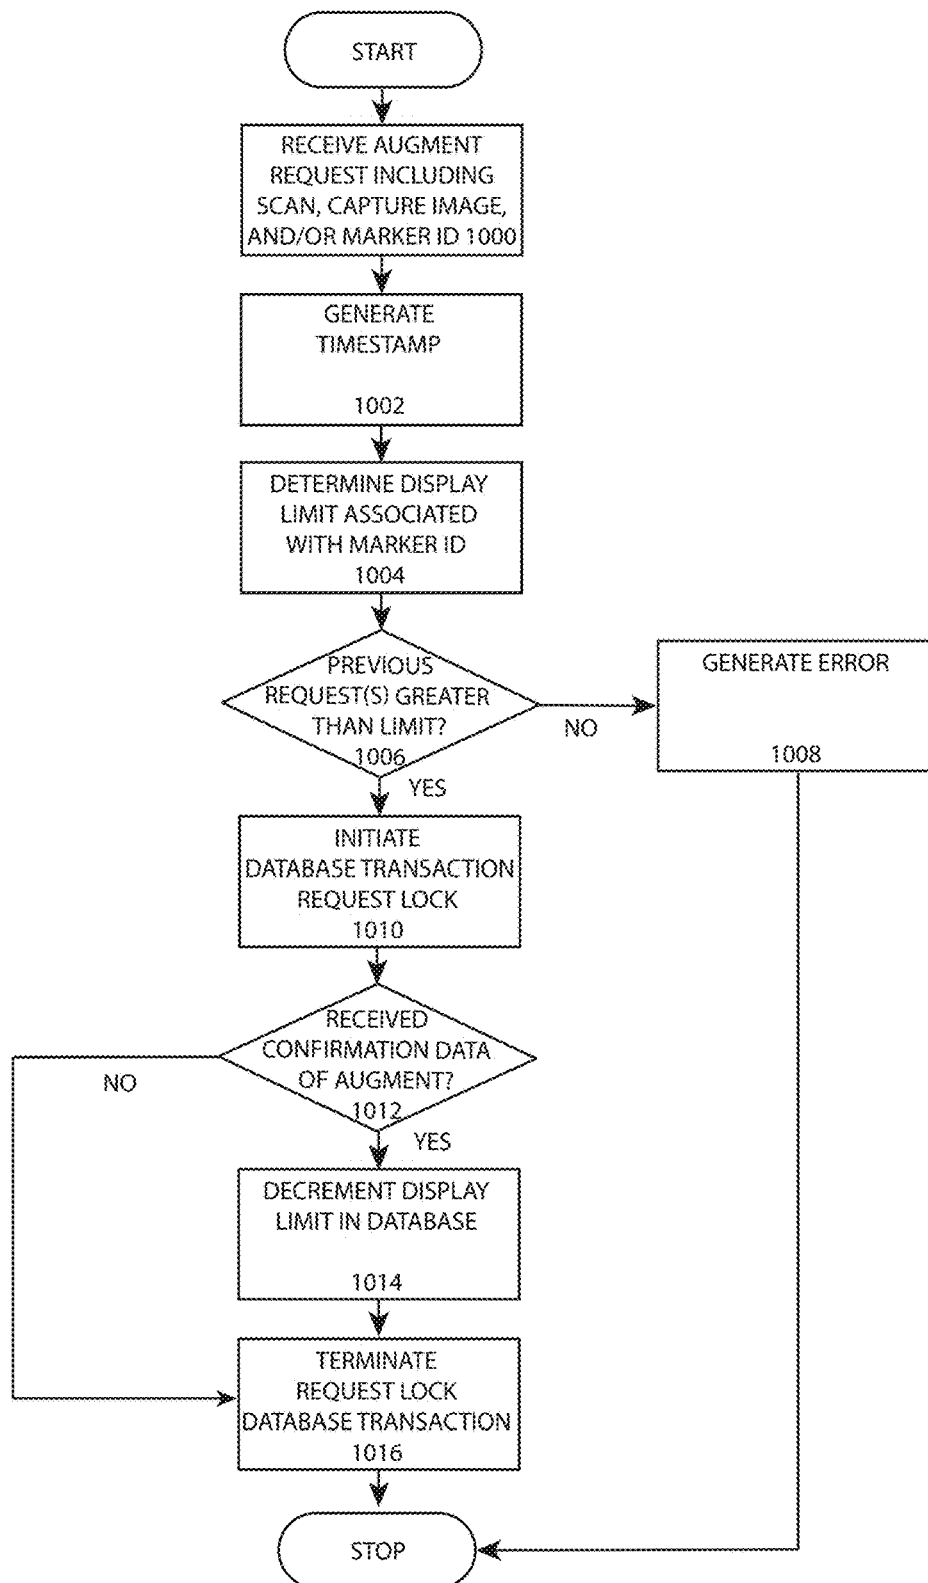 START
RECEIVE AUGMENT
REQUEST INCLUDING
SCAN, CAPTURE IMAGE,
AND/OR MARKER ID 1000
GENERATE
TIMESTAMP
1002
DETERMINE DISPLAY
LIMIT ASSOCIATED
WITH MARKER ID
1004
PREVIOUS
REQUEST(S) GREATER
THAN LIMIT?
1006
NO
GENERATE ERROR
1008
YES
INITIATE
DATABASE TRANSACTION
REQUEST LOCK
1010
RECEIVED
CONFIRMATION DATA
OF AUGMENT?
1012
NO
YES
DECREMENT DISPLAY
LIMIT IN DATABASE
1014
TERMINATE
REQUEST LOCK
DATABASE TRANSACTION
1016
STOP